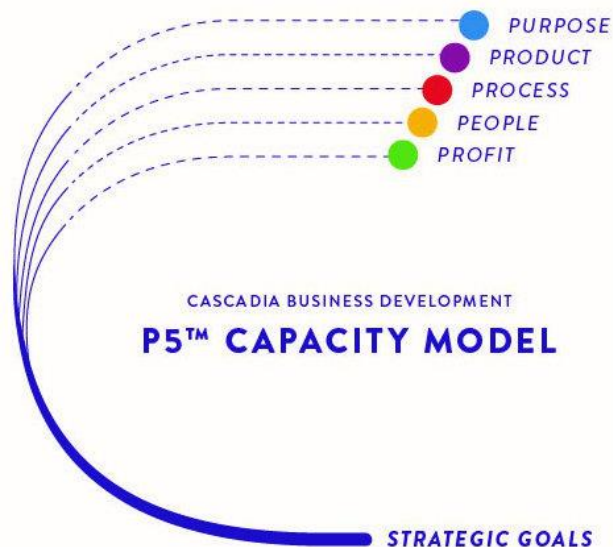 PURPOSE
PRODUCT
PROCESS
PEOPLE
PROFIT
CASCADIA BUSINESS DEVELOPMENT
P5™ CAPACITY MODEL
STRATEGIC GOALS